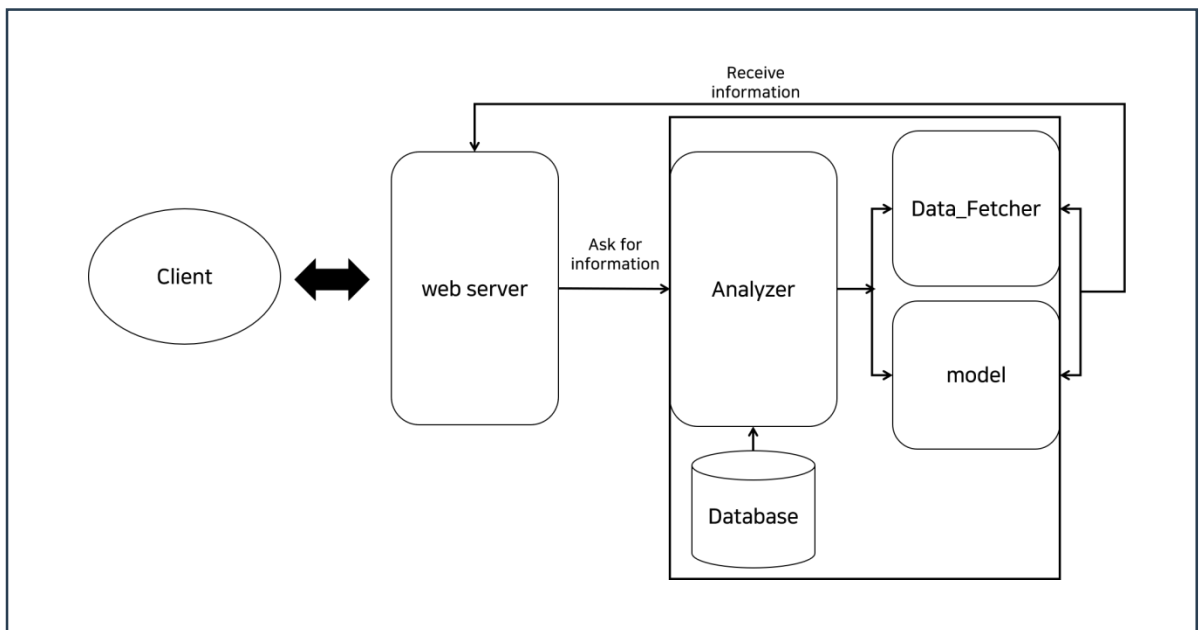 Receive
information
Client
web server
Ask for
information
Analyzer
Data_Fetcher
model
Database